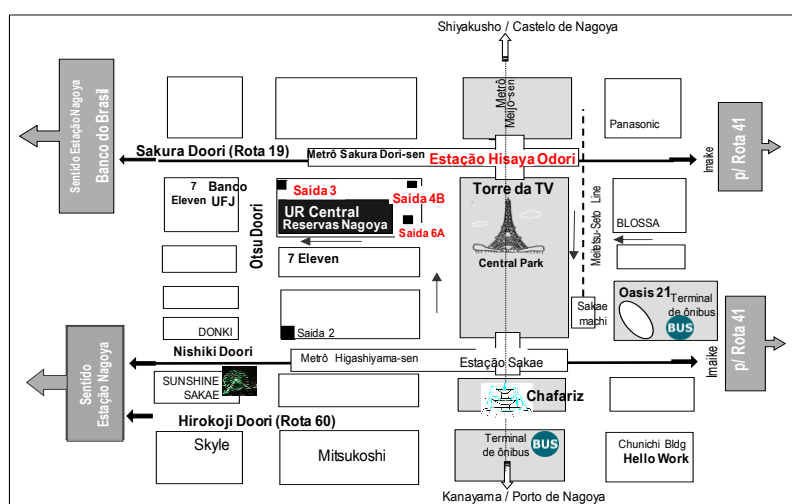 Shiyakusho / Castelo de Nagoya
Sentido Estação Nagoya
Banco do Brasil
Metrô
Meijo-sen
Panasonic
Imaike
p/ Rota 41
Sakura Doori (Rota 19)
Metrô Sakura Dori-sen
Estação Hisaya Odori
7
Eleven
Banco
UFJ
Otsu Doori
Saida 3
Saida 4B
UR Central
Reservas Nagoya
Saida 6A
Torre da TV
Central Park
Meitetsu-Seto Line
BLOSSA
7 Eleven
Oasis 21
Terminal
de ônibus
BUS
Sakae
machi
DONKI
Saida 2
Nishiki Doori
Metrô Higashiyama-sen
Estação Sakae
Imaike
p/ Rota 41
Sentido
Estação Nagoya
SUNSHINE
SAKAE
Chafariz
Hirokoji Doori (Rota 60)
Skyle
Mitsukoshi
Terminal
de ônibus
BUS
Chunichi Bldg
Hello Work
Kanayama / Porto de Nagoya